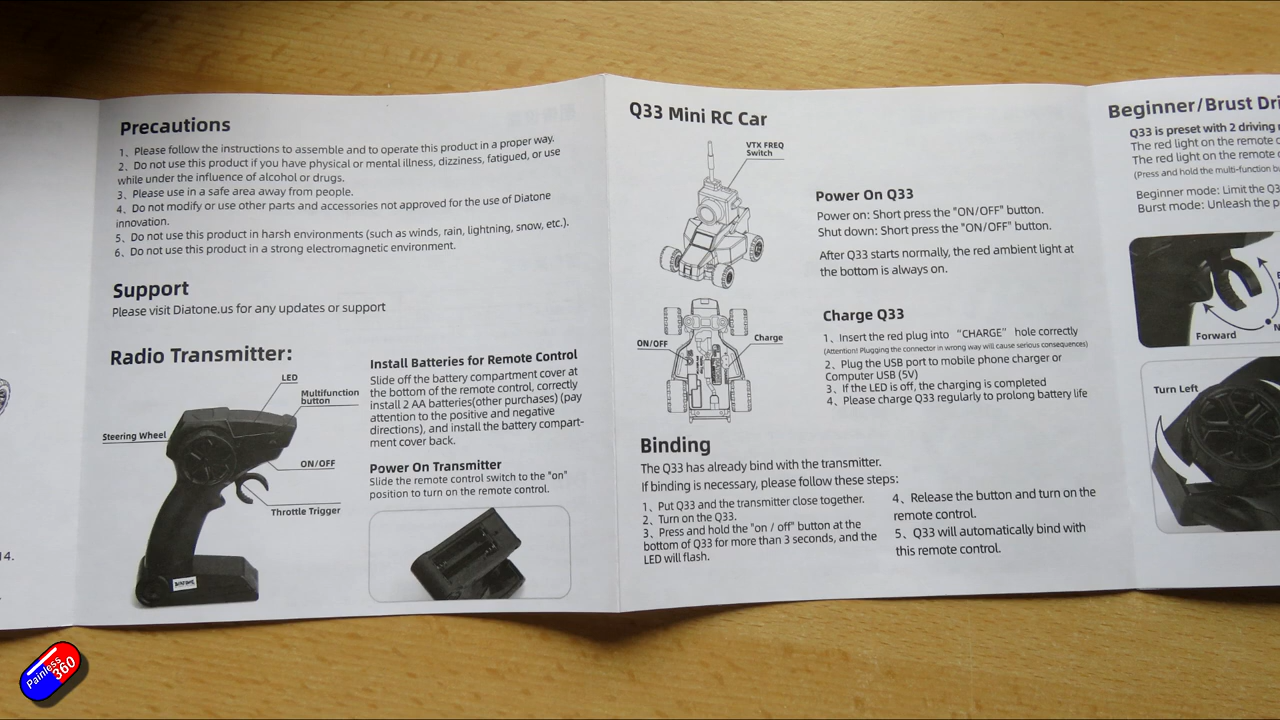 Precautions
1、Please follow the instructions to assemble and to operate this product in a proper way.
2、Do not use this product if you have physical or mental illness, dizziness, fatigued, or use
while under the influence of alcohol or drugs.
3、Please use in a safe area away from people.
4、Do not modify or use other parts and accessories not approved for the use of Diatone
innovation.
5、Do not use this product in harsh environments (such as winds, rain, lightning, snow, etc.).
6、Do not use this product in a strong electromagnetic environment.
Support
Please visit Diatone.us for any updates or support
Radio Transmitter:
LED
Multifunction
button
Steering Wheel
ON/OFF
Throttle Trigger
Install Batteries for Remote Control
Slide off the battery compartment cover at
the bottom of the remote control, correctly
install 2 AA batteries(other purchases) (pay
attention to the positive and negative
directions), and install the battery compart-
ment cover back.
Power On Transmitter
Slide the remote control switch to the "on"
position to turn on the remote control.
14.
Q33 Mini RC Car
VTX FREQ
Switch
Power On Q33
Power on: Short press the "ON/OFF" button.
Shut down: Short press the "ON/OFF" button.
After Q33 starts normally, the red ambient light at
the bottom is always on.
ON/OFF
Charge
Charge Q33
1、Insert the red plug into “CHARGE” hole correctly
(Attention! Plugging the connector in wrong way will cause serious consequences)
2、Plug the USB port to mobile phone charger or
Computer USB (5V)
3、If the LED is off, the charging is completed
4、Please charge Q33 regularly to prolong battery life
Binding
The Q33 has already bind with the transmitter.
If binding is necessary, please follow these steps:
1、Put Q33 and the transmitter close together.
2、Turn on the Q33.
3、Press and hold the "on / off" button at the
bottom of Q33 for more than 3 seconds, and the
LED will flash.
4、Release the button and turn on the
remote control.
5、Q33 will automatically bind with
this remote control.
Beginner/Brust Dri
Q33 is preset with 2 driving
The red light on the remote
The red light on the remote
(Press and hold the multi-function bu
Beginner mode: Limit the Q3
Burst mode: Unleash the p
Forward
N
Turn Left
Painless
360